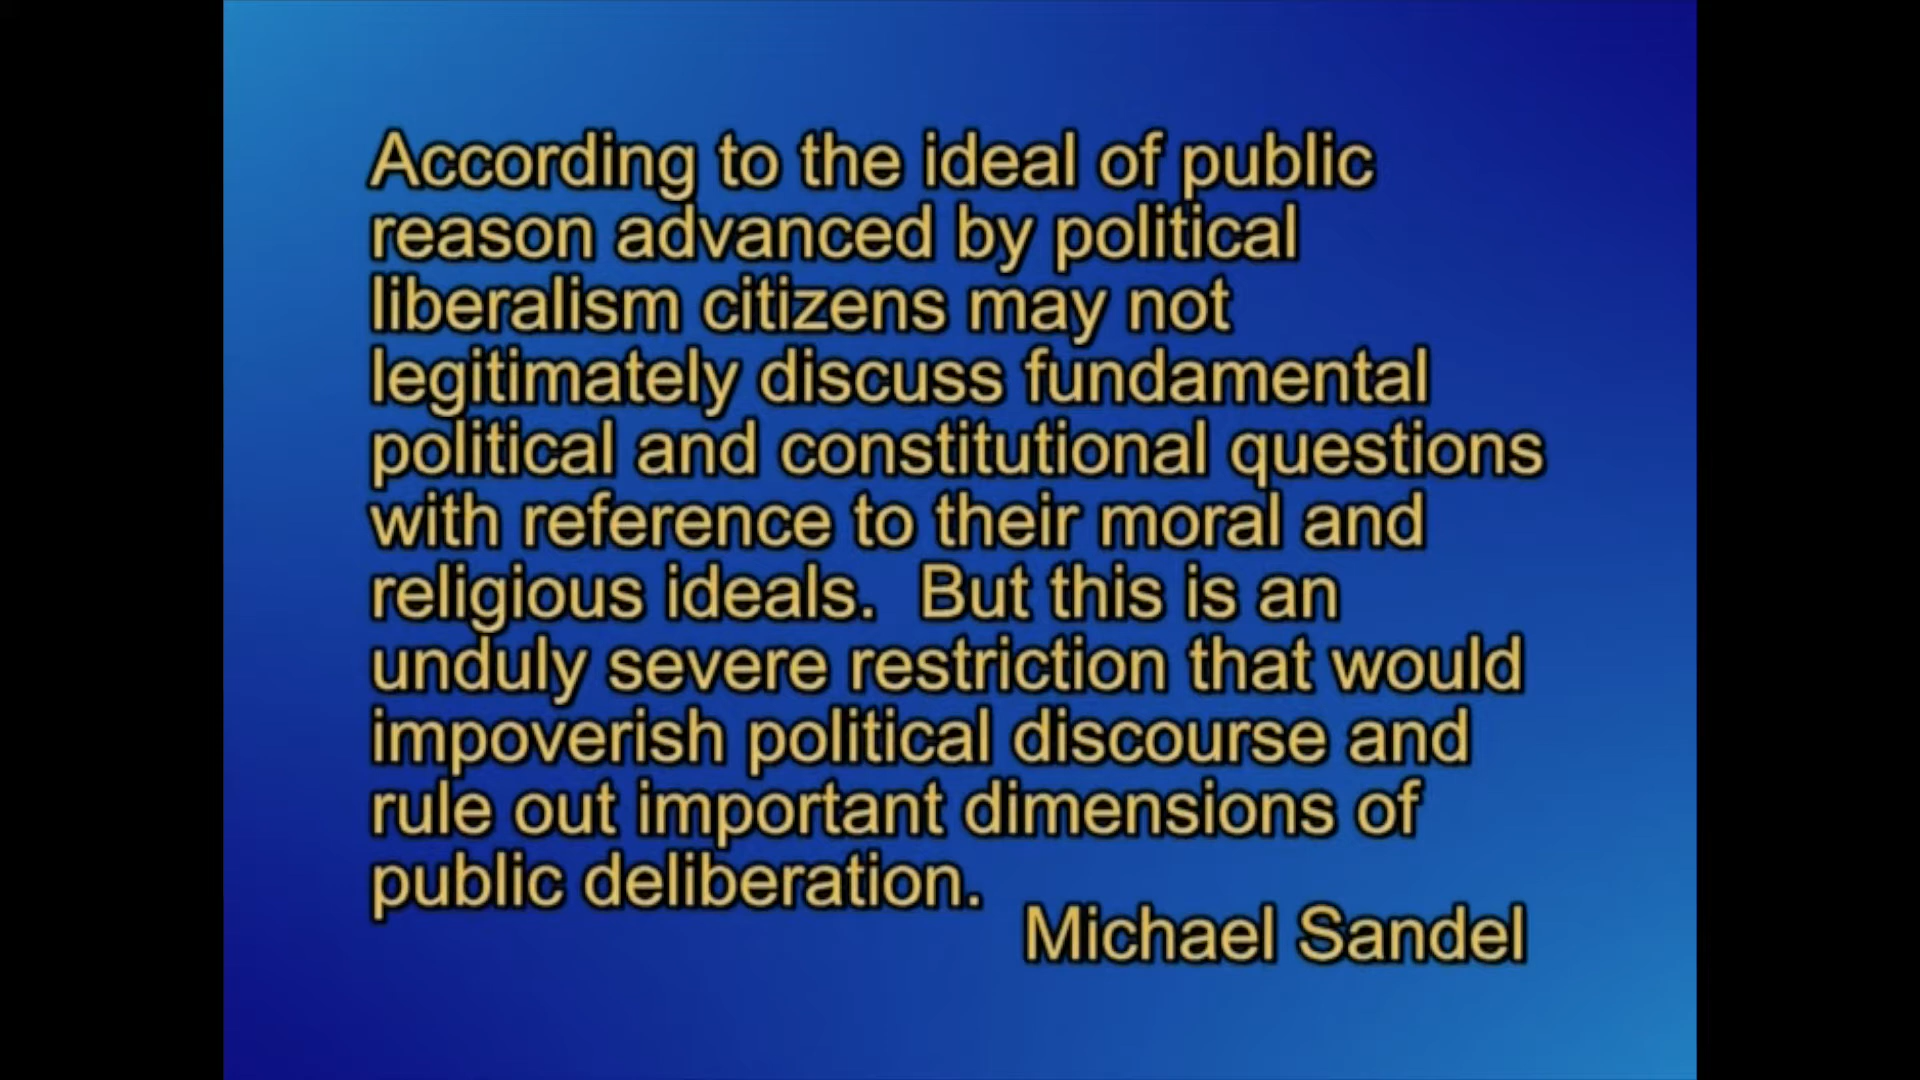 According to the ideal of public
reason advanced by political
liberalism citizens may not
legitimately discuss fundamental
political and constitutional questions
with reference to their moral and
religious ideals.  But this is an
unduly severe restriction that would
impoverish political discourse and
rule out important dimensions of
public deliberation.
Michael Sandel